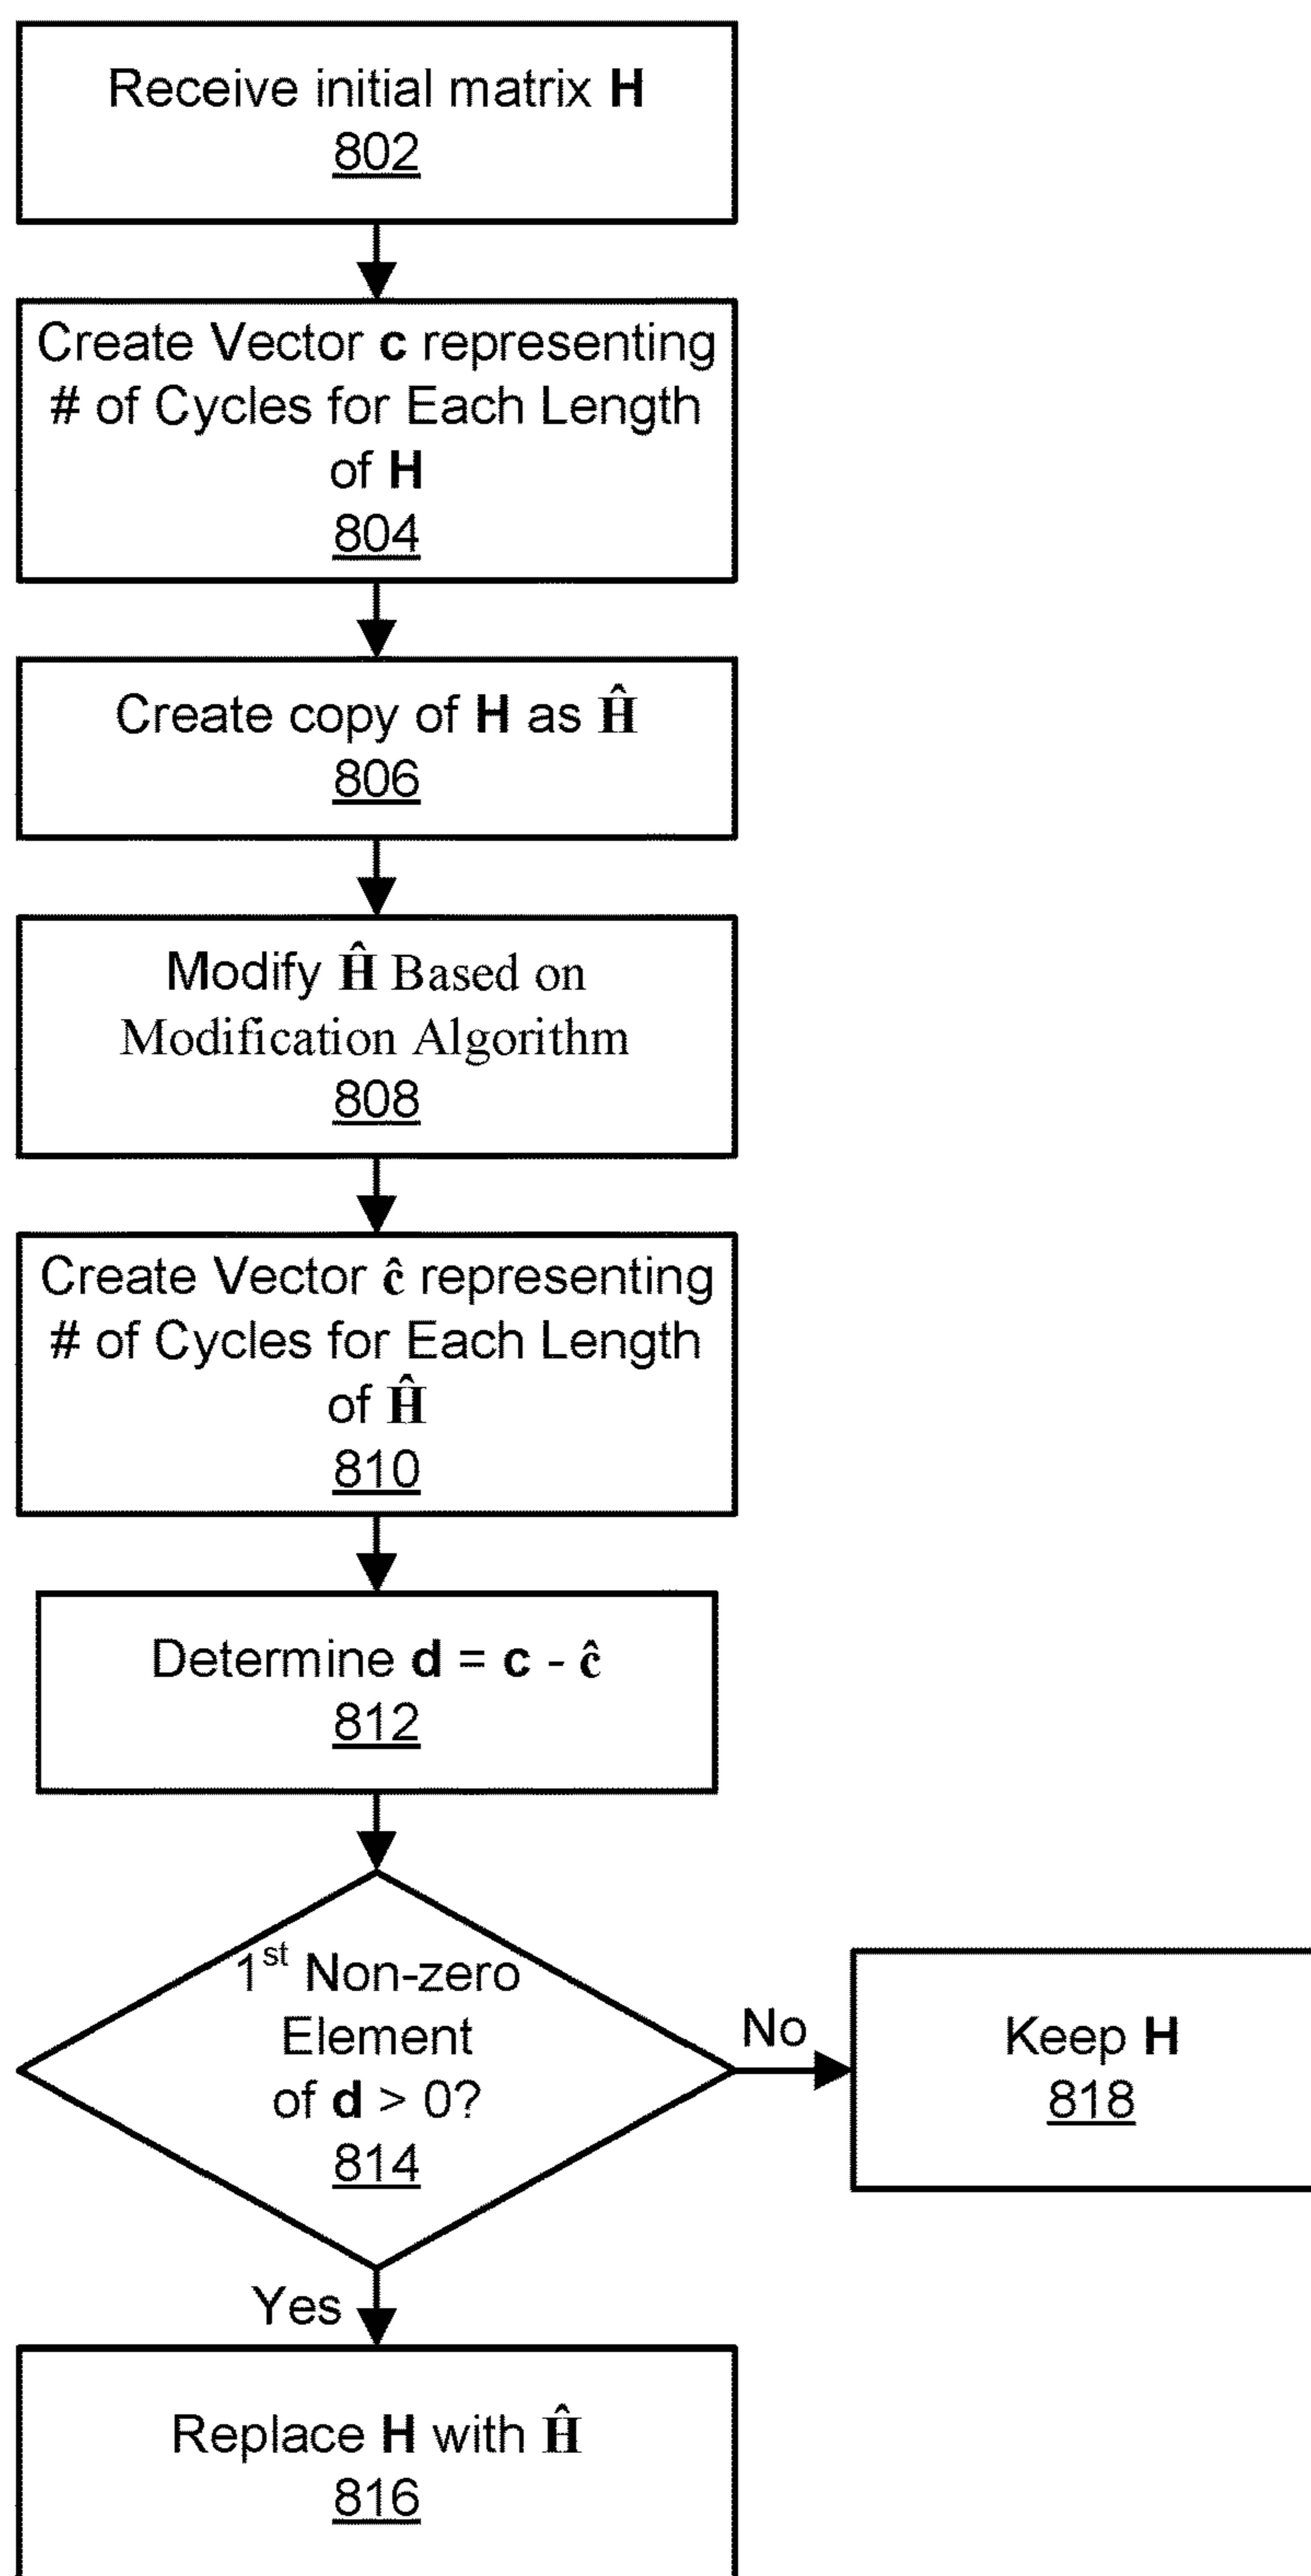 Receive initial matrix H
802
Create Vector c representing
# of Cycles for Each Length
of H
804
Create copy of H as Ĥ
806
Modify Ĥ Based on
Modification Algorithm
808
Create Vector ĉ representing
# of Cycles for Each Length
of Ĥ
810
Determine d = c - ĉ
812
1st Non-zero
Element
of d > 0?
814
No
Keep H
818
Yes
Replace H with Ĥ
816